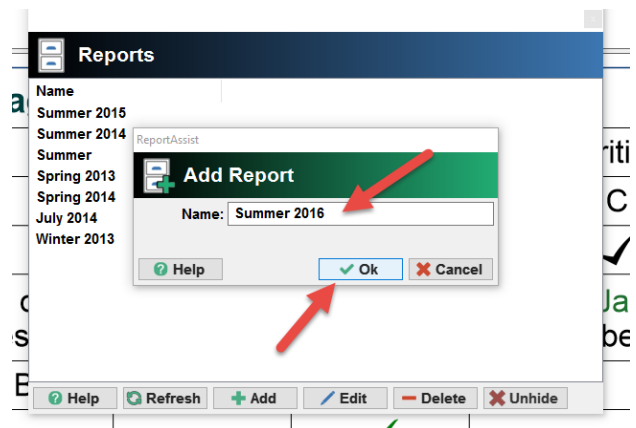 Reports
Name
Summer 2015
Summer 2014
Summer
Spring 2013
Spring 2014
July 2014
Winter 2013
ReportAssist
Add Report
Name: Summer 2016
Help Ok Cancel
Help Refresh Add Edit Delete Unhide